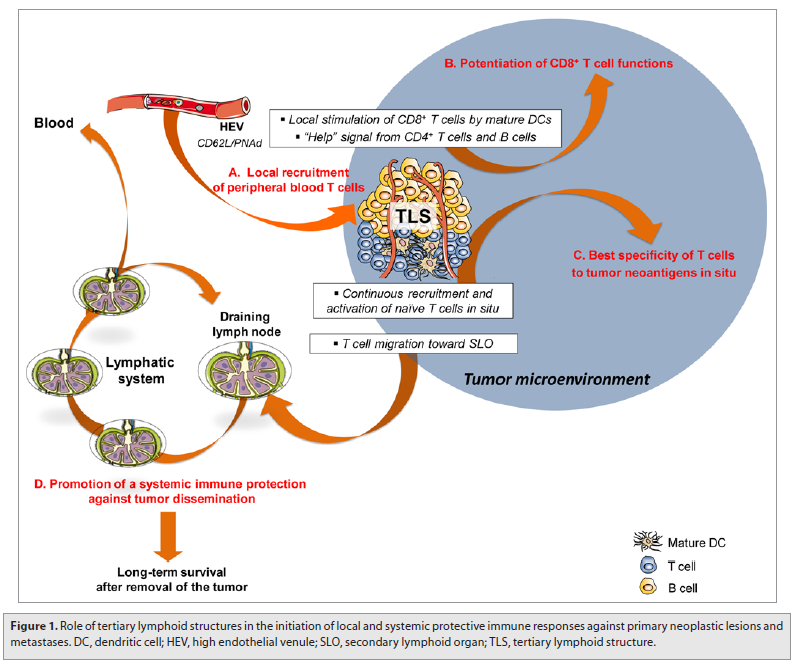 B. Potentiation of CD8+ T cell functions
Blood
HEV
CD62L/PNAd
▪ Local stimulation of CD8+ T cells by mature DCs
▪ "Help" signal from CD4+ T cells and B cells
A. Local recruitment
of peripheral blood T cells
TLS
C. Best specificity of T cells
to tumor neoantigens in situ
▪ Continuous recruitment and
activation of naïve T cells in situ
Draining
lymph node
▪ T cell migration toward SLO
Lymphatic
system
Tumor microenvironment
D. Promotion of a systemic immune protection
against tumor dissemination
Long-term survival
after removal of the tumor
Mature DC
T cell
B cell
Figure 1. Role of tertiary lymphoid structures in the initiation of local and systemic protective immune responses against primary neoplastic lesions and
metastases. DC, dendritic cell; HEV, high endothelial venule; SLO, secondary lymphoid organ; TLS, tertiary lymphoid structure.